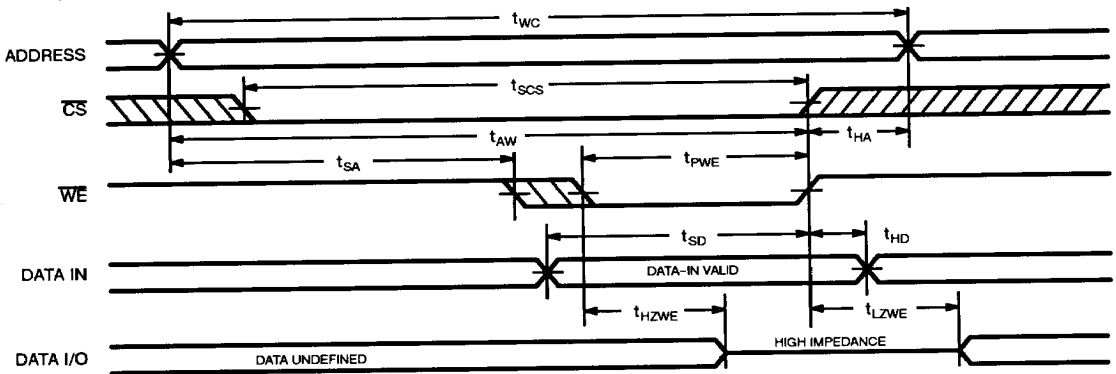 tWC
ADDRESS
tSCS
CS
tAW
tHA
tSA
tPWE
WE
tSD
tHD
DATA IN
DATA-IN VALID
tHZWE
tLZWE
DATA I/O
DATA UNDEFINED
HIGH IMPEDANCE